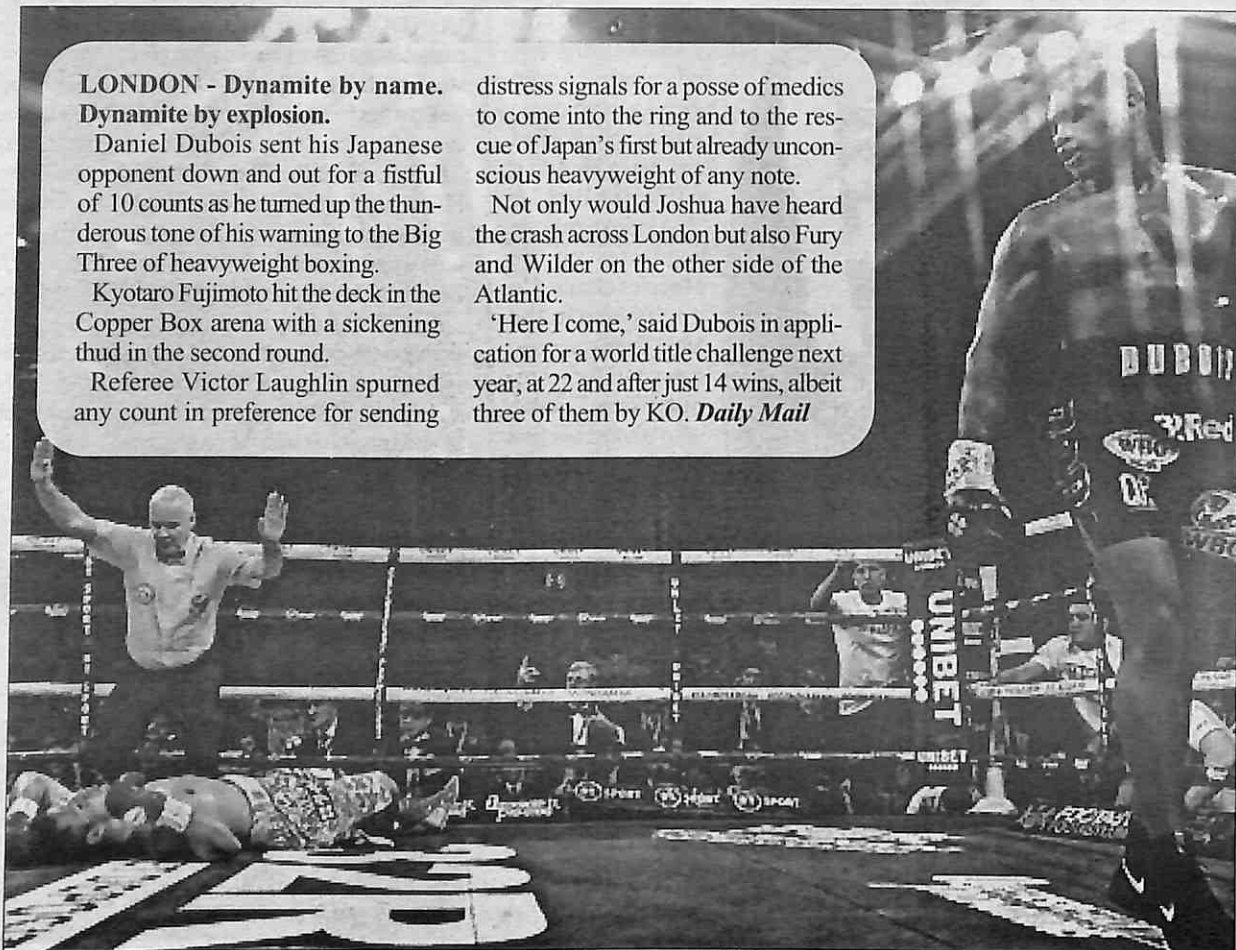 LONDON - Dynamite by name.
Dynamite by explosion.
Daniel Dubois sent his Japanese
opponent down and out for a fistful
of 10 counts as he turned up the thun-
derous tone of his warning to the Big
Three of heavyweight boxing.
Kyotaro Fujimoto hit the deck in the
Copper Box arena with a sickening
thud in the second round.
Referee Victor Laughlin spurned
any count in preference for sending
distress signals for a posse of medics
to come into the ring and to the res-
cue of Japan's first but already uncon-
scious heavyweight of any note.
Not only would Joshua have heard
the crash across London but also Fury
and Wilder on the other side of the
Atlantic.
'Here I come,' said Dubois in appli-
cation for a world title challenge next
year, at 22 and after just 14 wins, albeit
three of them by KO. Daily Mail
DUBOIS
32Red
UNIBET
UNIBET
UNIBET
SPORT
SPORT
SPORT